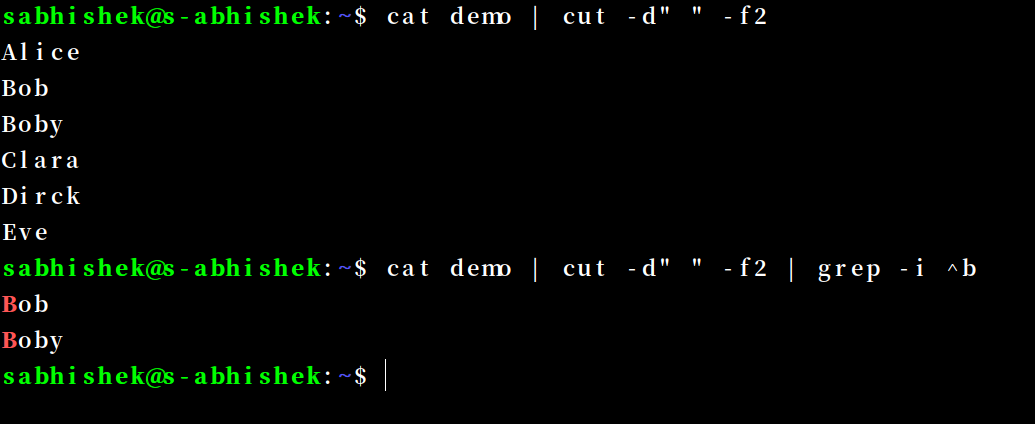 sabhishek@s-abhishek:~$ cat demo | cut -d" " -f2
Alice
Bob
Boby
Clara
Dirck
Eve
sabhishek@s-abhishek:~$ cat demo | cut -d" " -f2 | grep -i ^b
Bob
Boby
sabhishek@s-abhishek:~$